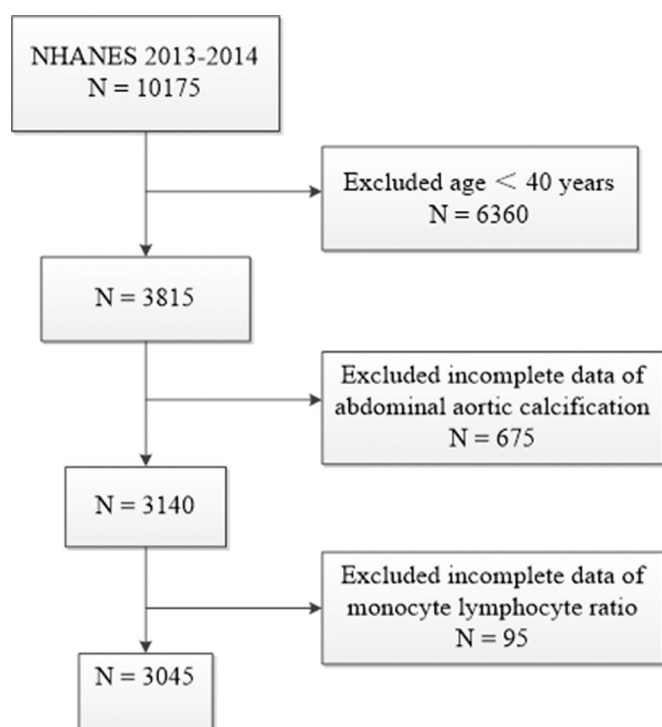 NHANES 2013-2014
N = 10175
Excluded age < 40 years
N = 6360
N = 3815
Excluded incomplete data of
abdominal aortic calcification
N = 675
N = 3140
Excluded incomplete data of
monocyte lymphocyte ratio
N = 95
N = 3045